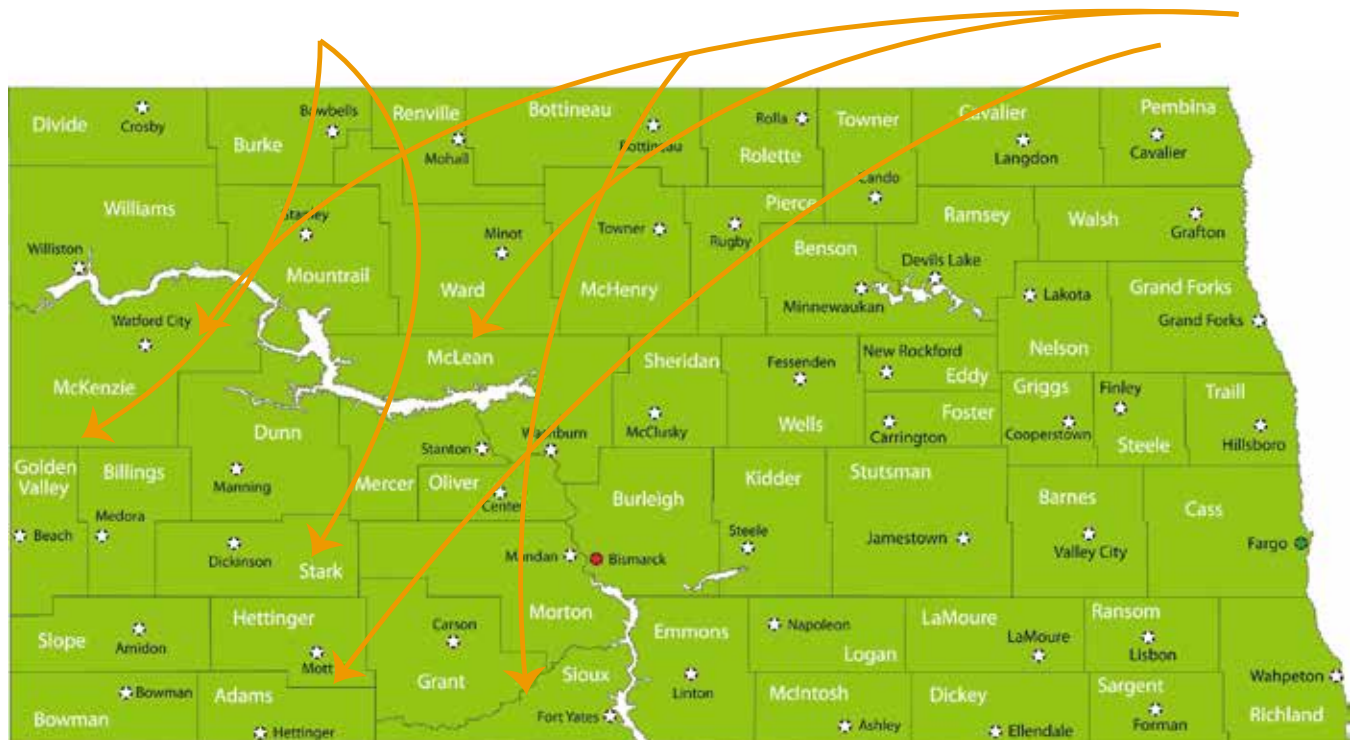 Divide
Crosby
Burke
Bawbells
Renville
Mohall
Bottineau
Bottineau
Rolla
Rolette
Towner
Cando
Cavalier
Langdon
Pembina
Cavalier
Williams
Williston
Stanley
Mountrail
Minot
Ward
Towner
McHenry
Pierce
Rugby
Benson
Minnewaukan
Ramsey
Devils Lake
Walsh
Grafton
Lakota
Nelson
Grand Forks
Grand Forks
Watford City
McKenzie
McLean
Sheridan
McClusky
Fessenden
Wells
New Rockford
Eddy
Foster
Carrington
Griggs
Cooperstown
Finley
Steele
Traill
Hillsboro
Dunn
Manning
Golden
Valley
Beach
Billings
Medora
Mercer
Stanton
Washburn
Oliver
Center
Burleigh
Bismarck
Kidder
Steele
Stutsman
Jamestown
Barnes
Valley City
Cass
Fargo
Dickinson
Stark
Mandan
Morton
Slope
Amidon
Hettinger
Mott
Carson
Grant
Sioux
Fort Yates
Emmons
Linton
Napoleon
Logan
LaMoure
LaMoure
Ransom
Lisbon
Bowman
Bowman
Adams
Hettinger
McIntosh
Ashley
Dickey
Ellendale
Sargent
Forman
Wahpeton
Richland